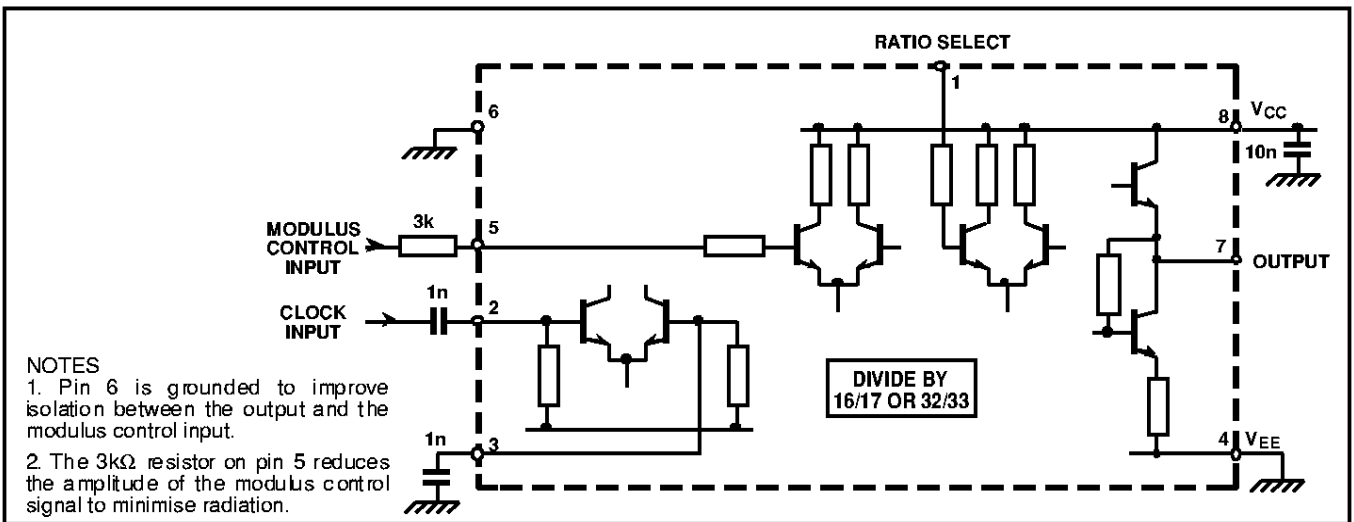 RATIO SELECT
1
6
8
VCC
10n
MODULUS
CONTROL
INPUT
3k
5
7
OUTPUT
1n
CLOCK
INPUT
2
DIVIDE BY
16/17 OR 32/33
1n
3
4
VEE
NOTES
1. Pin 6 is grounded to improve
isolation between the output and the
modulus control input.
2. The 3kΩ resistor on pin 5 reduces
the amplitude of the modulus control
signal to minimise radiation.